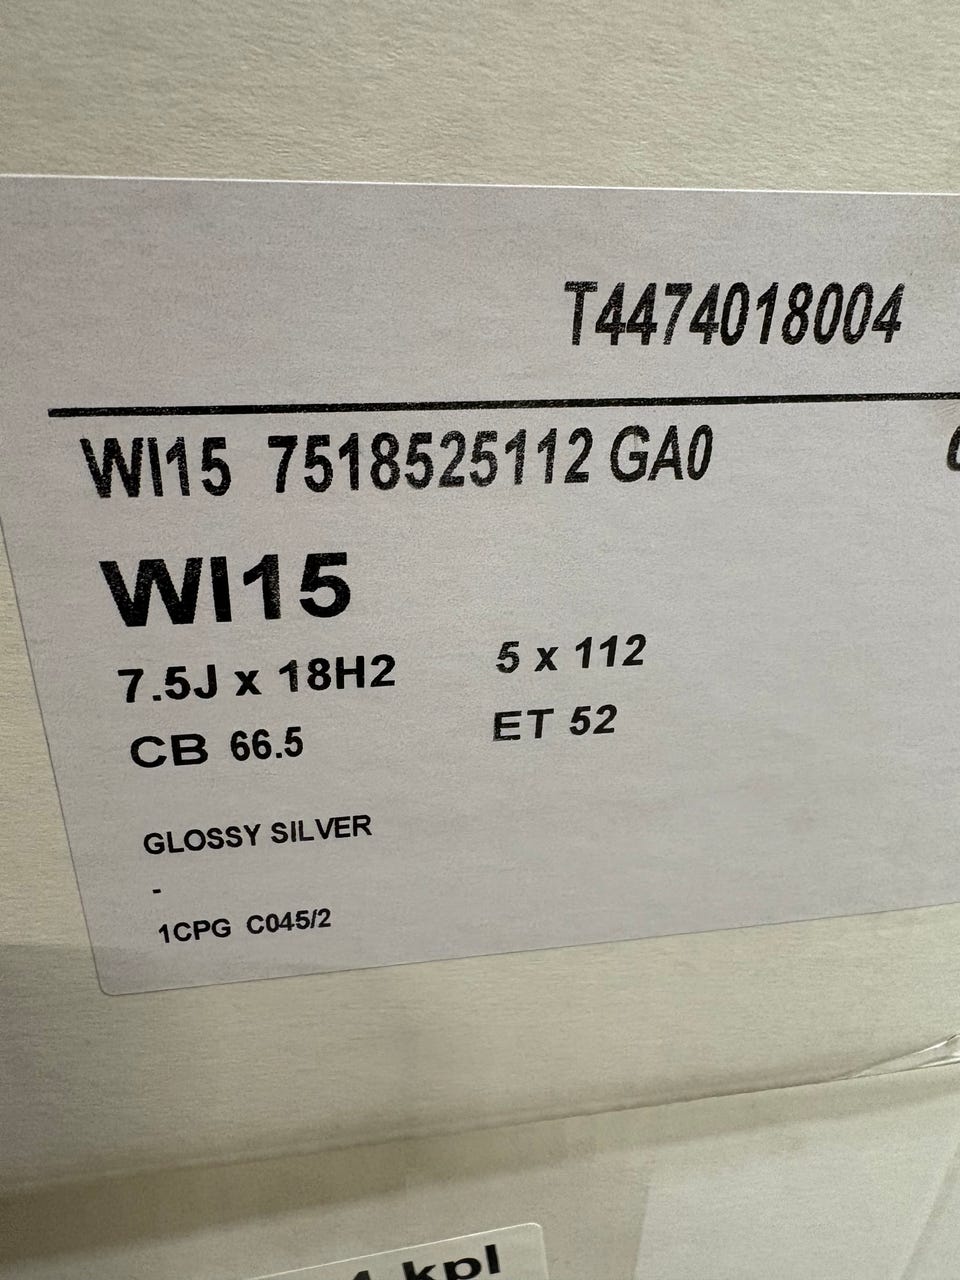 T4474018004
WI15 7518525112 GA0
WI15
7.5J x 18H2 5 x 112
CB 66.5 ET 52
GLOSSY SILVER
-
1CPG C045/2
kpl